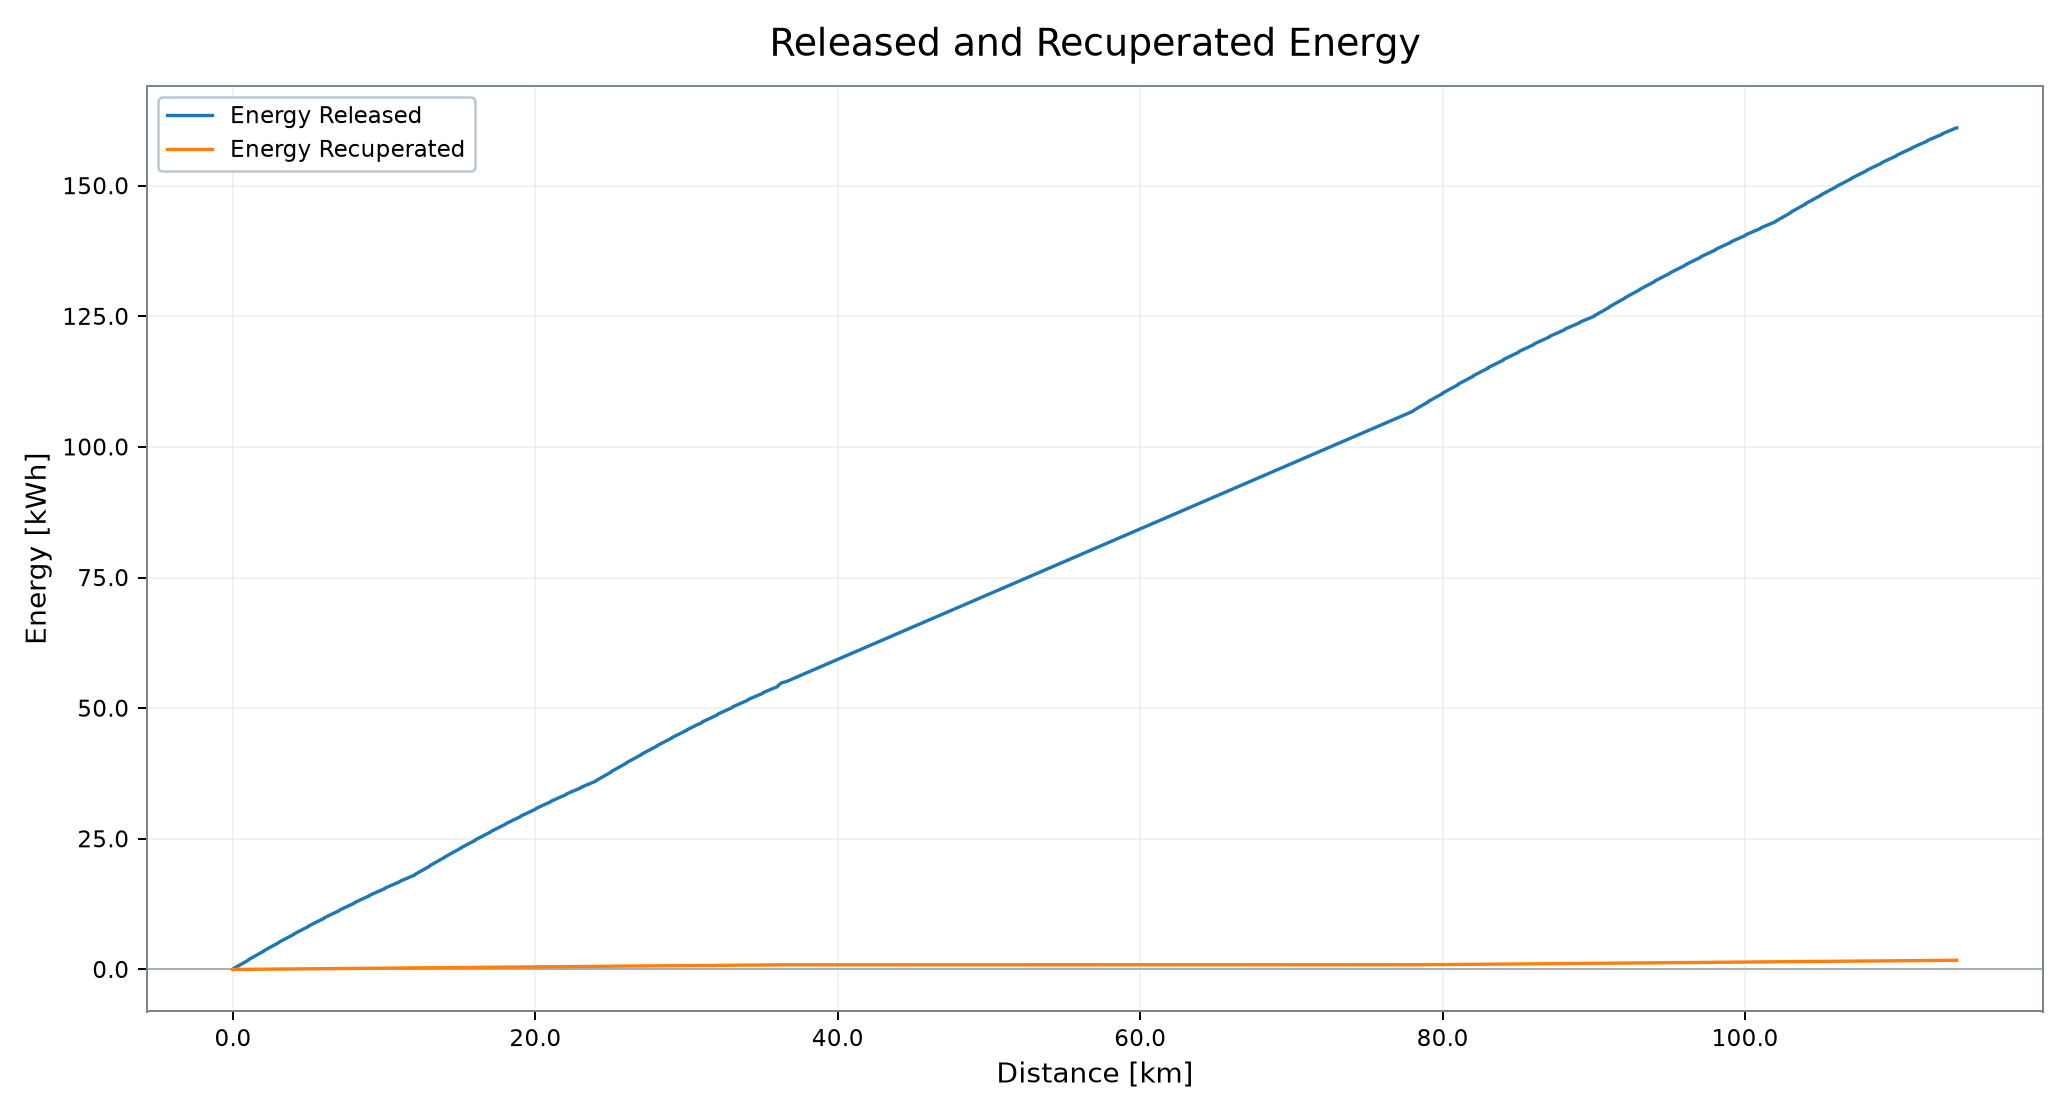 Released and Recuperated Energy
Energy Released
Energy Recuperated
150.0
125.0
100.0
75.0
50.0
25.0
0.0
Energy [kWh]
0.0 20.0 40.0 60.0 80.0 100.0
Distance [km]